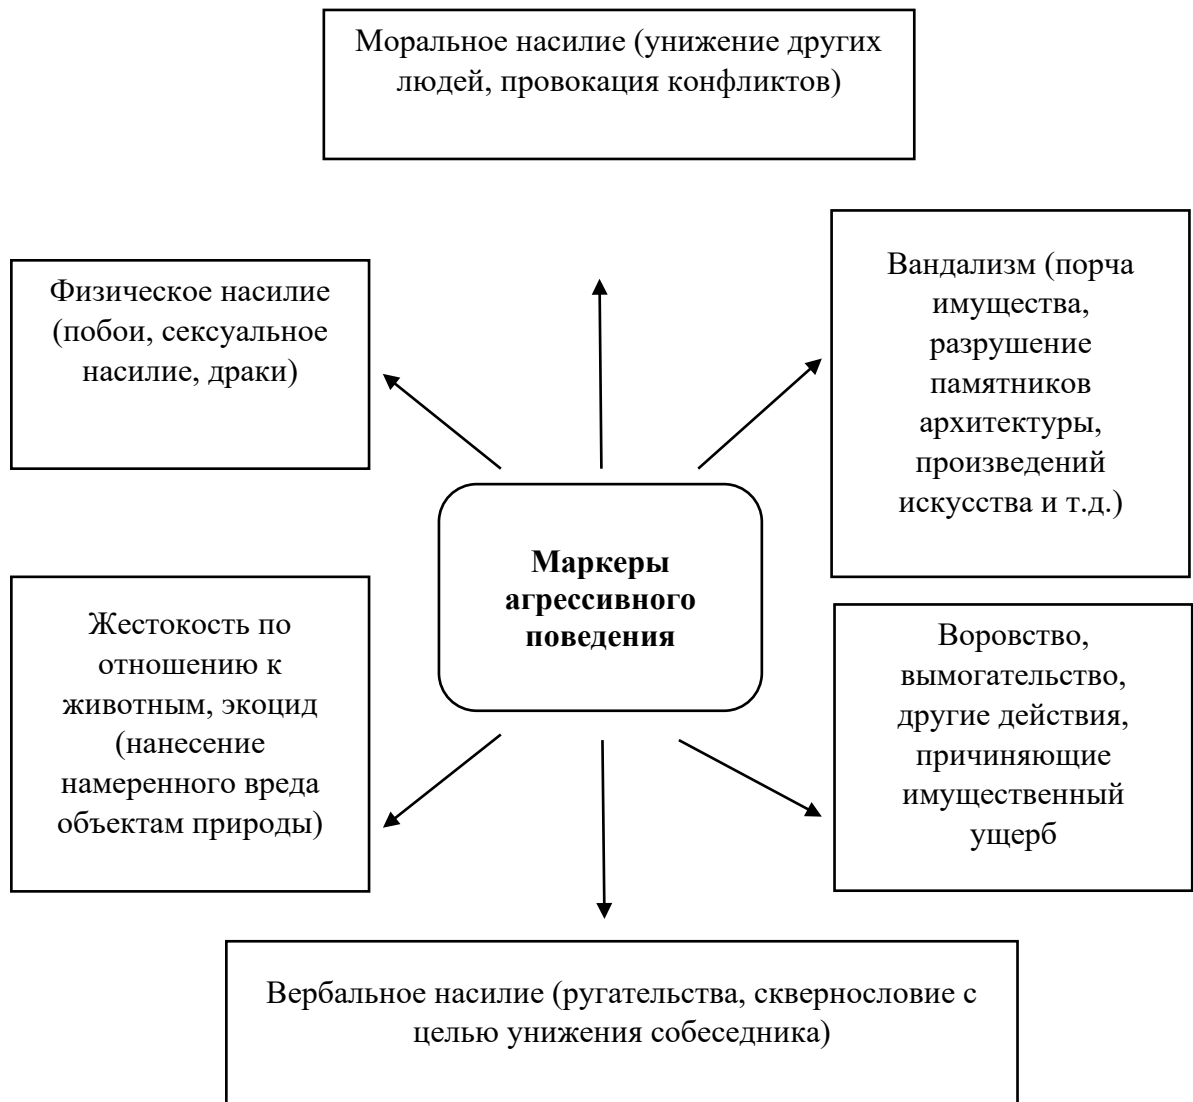 Моральное насилие (унижение других
людей, провокация конфликтов)
Физическое насилие
(побои, сексуальное
насилие, драки)
Вандализм (порча
имущества,
разрушение
памятников
архитектуры,
произведений
искусства и т.д.)
Маркеры
агрессивного
поведения
Жестокость по
отношению к
животным, экоцид
(нанесение
намеренного вреда
объектам природы)
Воровство,
вымогательство,
другие действия,
причиняющие
имущественный
ущерб
Вербальное насилие (ругательства, сквернословие с
целью унижения собеседника)